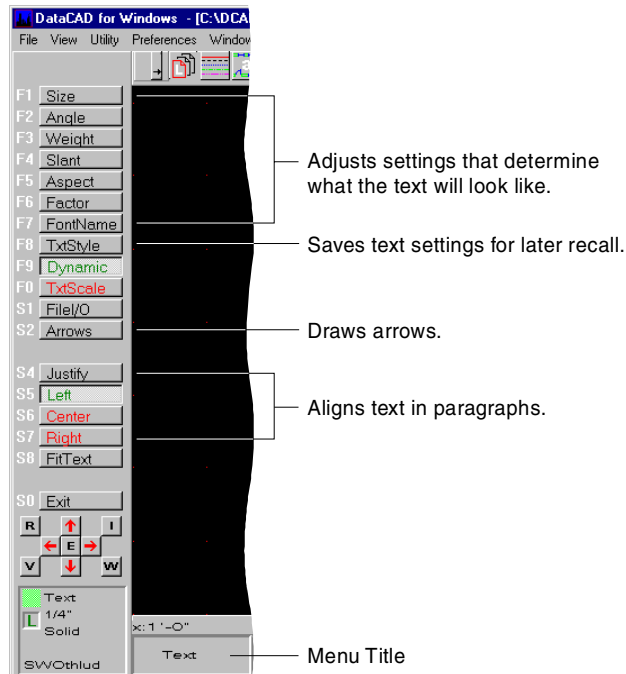 DataCAD for Windows - [C:\DCA
File View Utility Preferences Window
F1 Size
F2 Angle
F3 Weight
F4 Slant
F5 Aspect
F6 Factor
F7 FontName
Adjusts settings that determine
what the text will look like.
F8 TxtStyle
Saves text settings for later recall.
F9 Dynamic
F0 TxtScale
S1 FileI/O
S2 Arrows
Draws arrows.
S4 Justify
S5 Left
S6 Center
S7 Right
Aligns text in paragraphs.
S8 FitText
S0 Exit
R I
E
V W
Text
L 1/4"
Solid
SWOthlud
x: 1'-0"
Text
Menu Title